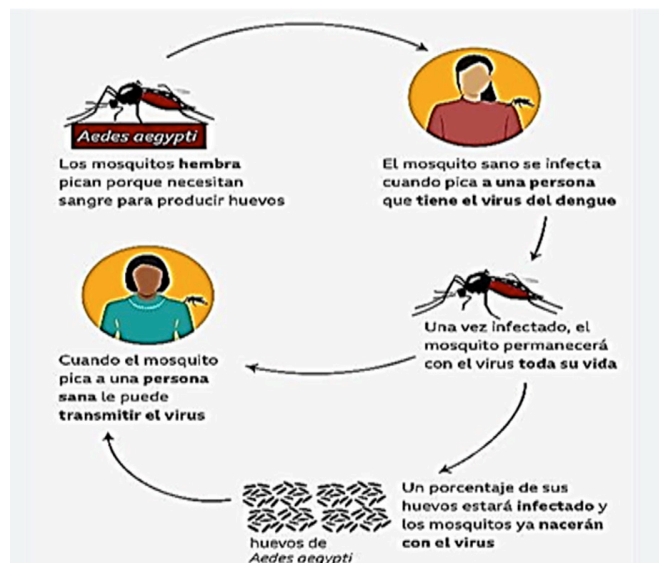 Aedes aegypti
Los mosquitos hembra
pican porque necesitan
sangre para producir huevos
El mosquito sano se infecta
cuando pica a una persona
que tiene el virus del dengue
Una vez infectado, el
mosquito permanecerá
con el virus toda su vida
Cuando el mosquito
pica a una persona
sana le puede
transmitir el virus
Un porcentaje de sus
huevos estará infectado y
los mosquitos ya nacerán
con el virus
huevos de
Aedes aegypti